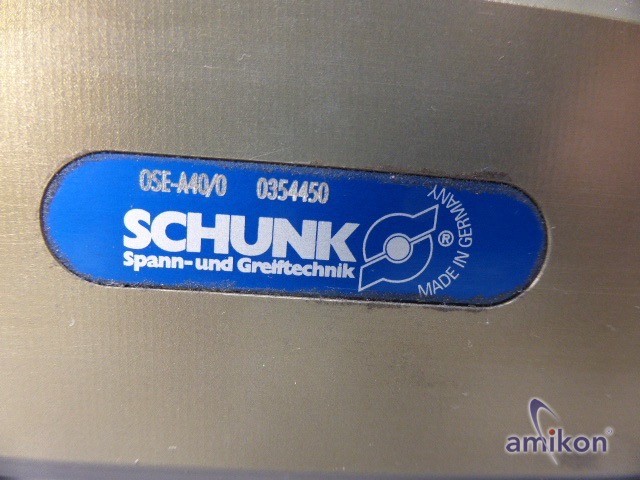 OSE-A40/0 0354450
SCHUNK
Spann- und Greiftechnik
®
MADE IN GERMANY
amikon®